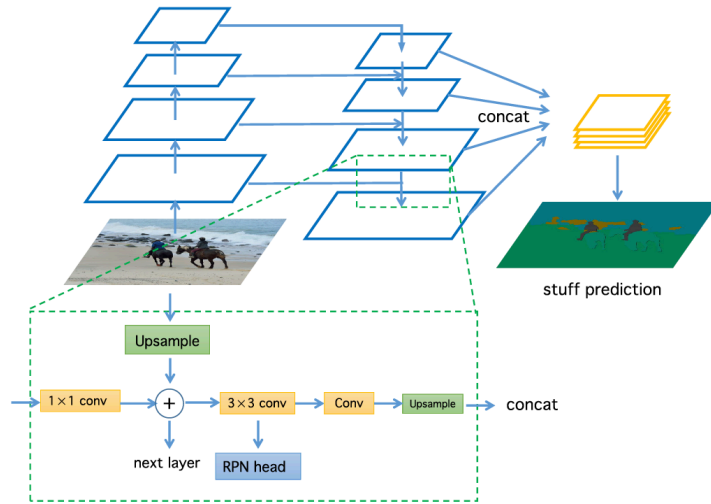 concat
stuff prediction
Upsample
1×1 conv
+
3×3 conv
Conv
Upsample
concat
next layer
RPN head